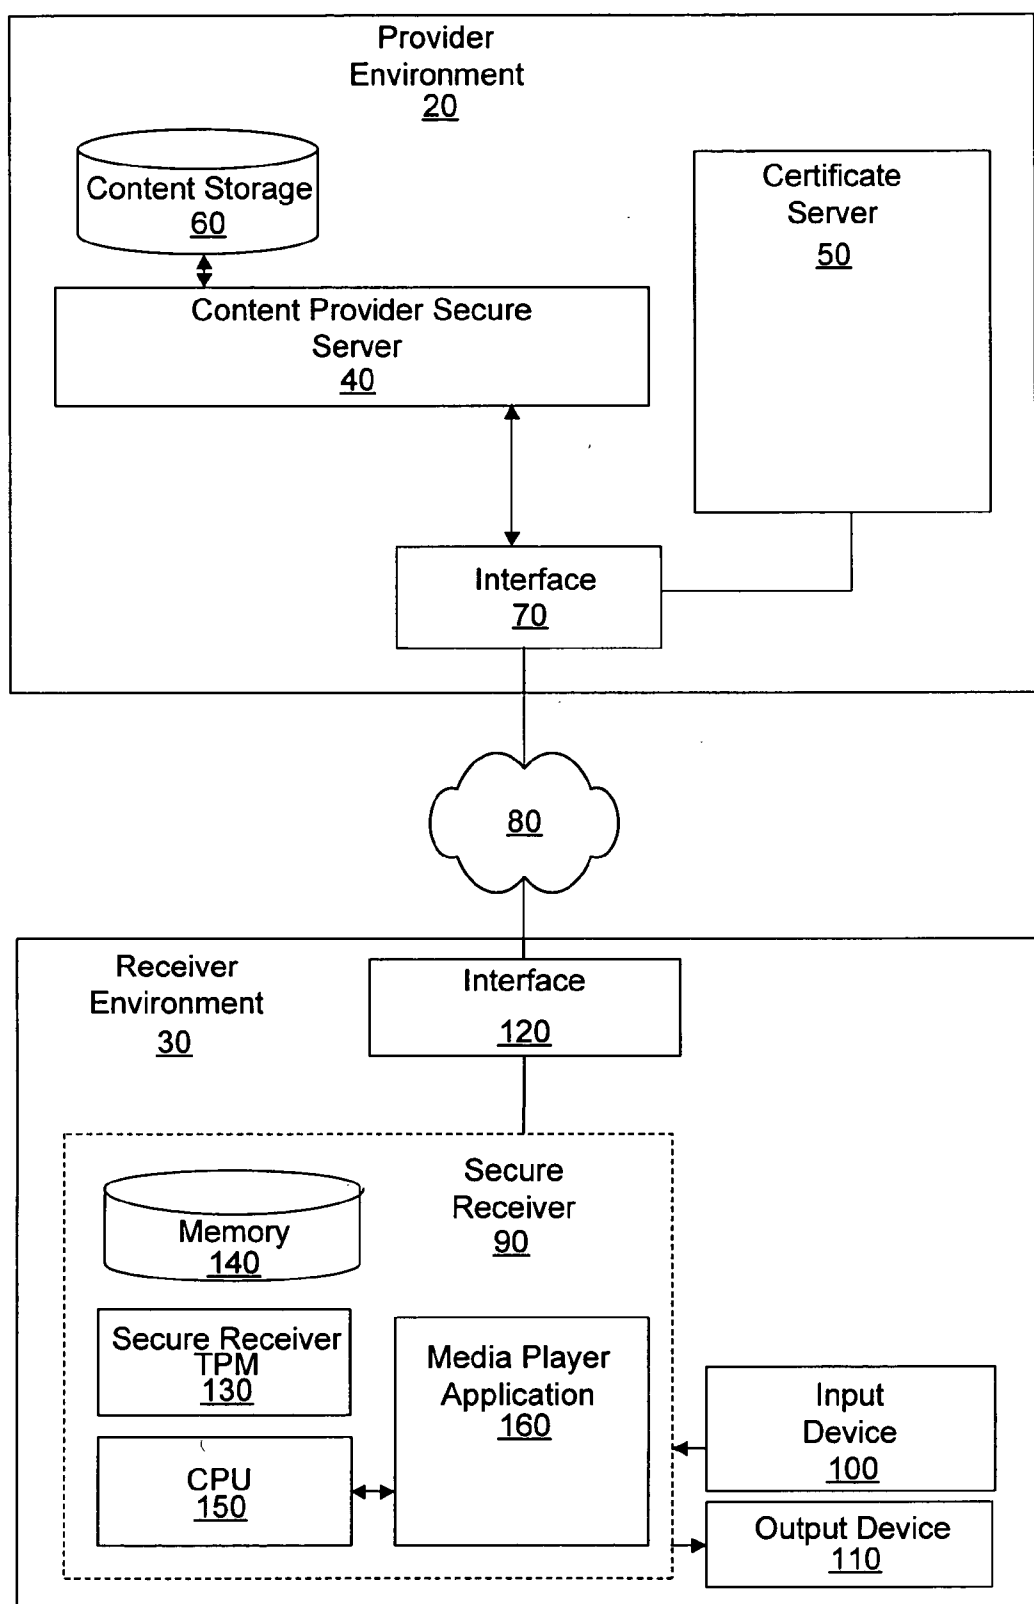 Provider
Environment
20
Content Storage
60
Certificate
Server
50
Content Provider Secure
Server
40
Interface
70
80
Receiver
Environment
30
Interface
120
Secure
Receiver
90
Memory
140
Secure Receiver
TPM
130
Media Player
Application
160
CPU
150
Input
Device
100
Output Device
110